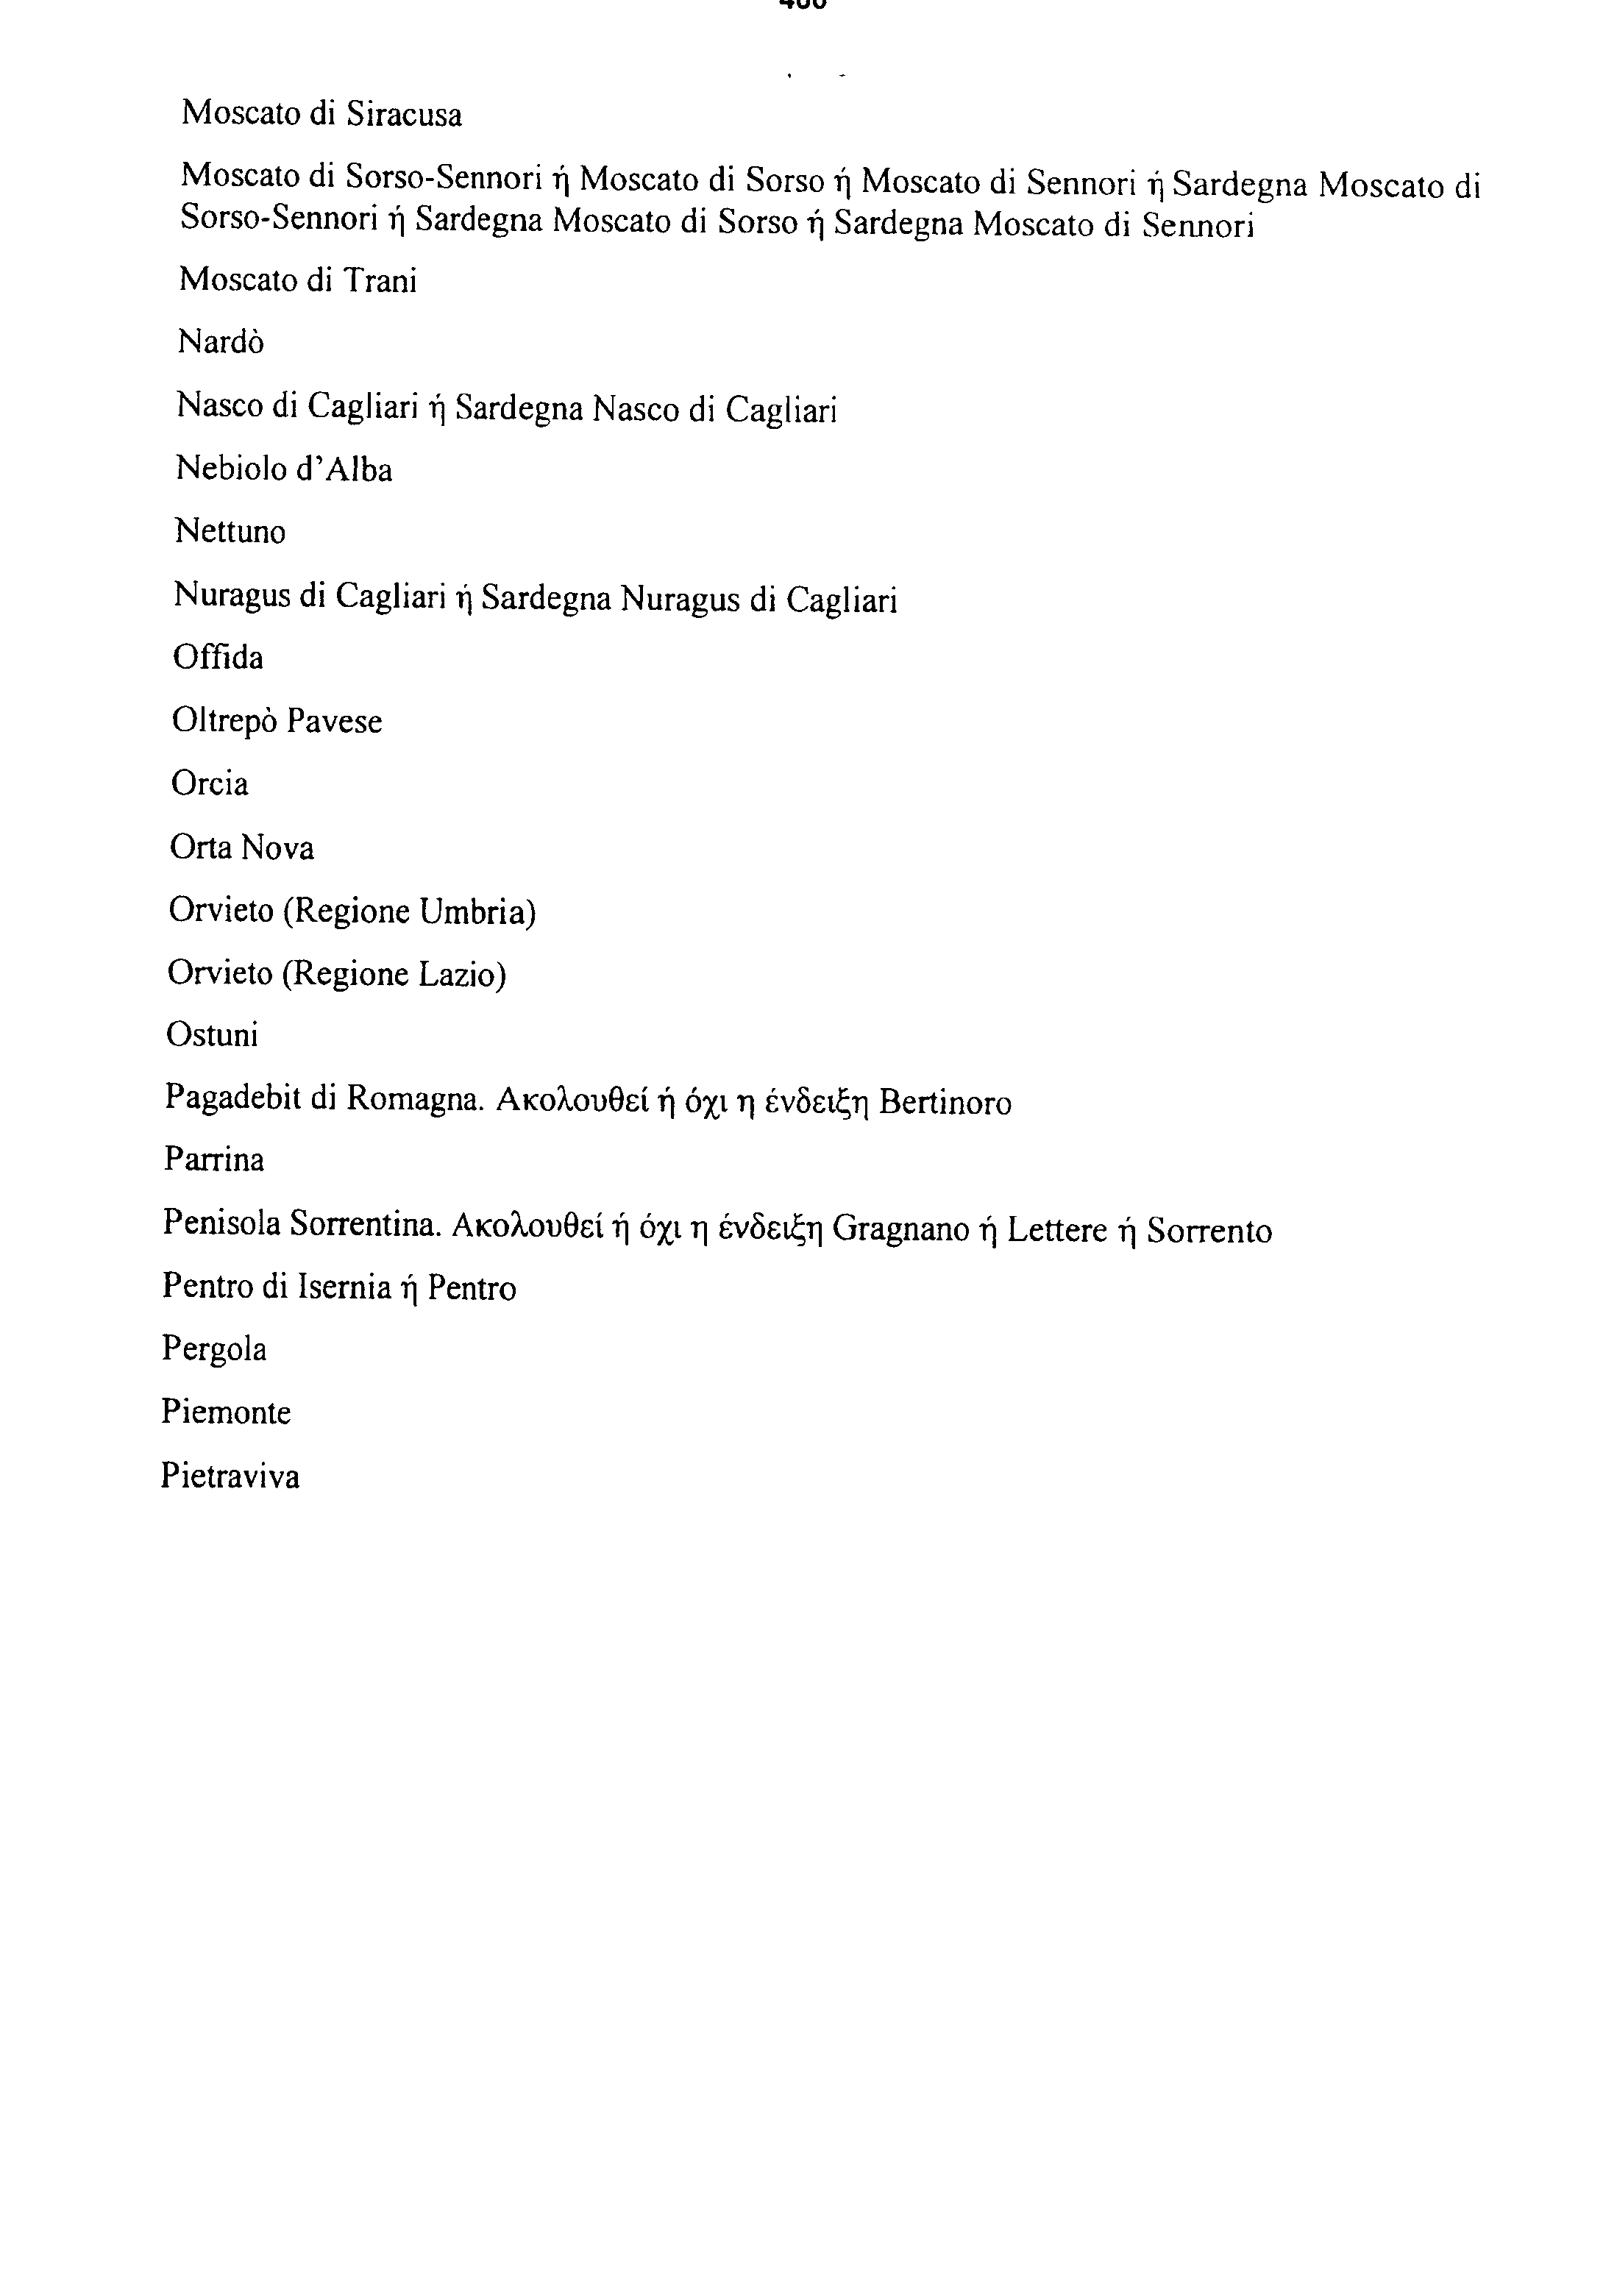 Moscato di Siracusa
Moscato di Sorso-Sennori ή Moscato di Sorso ή Moscato di Sennori ή Sardegna Moscato di
Sorso-Sennori ή Sardegna Moscato di Sorso ή Sardegna Moscato di Sennori
Moscato di Trani
Nardò
Nasco di Cagliari ή Sardegna Nasco di Cagliari
Nebiolo d’Alba
Nettuno
Nuragus di Cagliari ή Sardegna Nuragus di Cagliari
Offida
Oltrepò Pavese
Orcia
Orta Nova
Orvieto (Regione Umbria)
Orvieto (Regione Lazio)
Ostuni
Pagadebit di Romagna. Ακολουθεί ή όχι η ένδειξη Bertinoro
Parrina
Penisola Sorrentina. Ακολουθεί ή όχι η ένδειξη Gragnano ή Lettere ή Sorrento
Pentro di Isernia ή Pentro
Pergola
Piemonte
Pietraviva